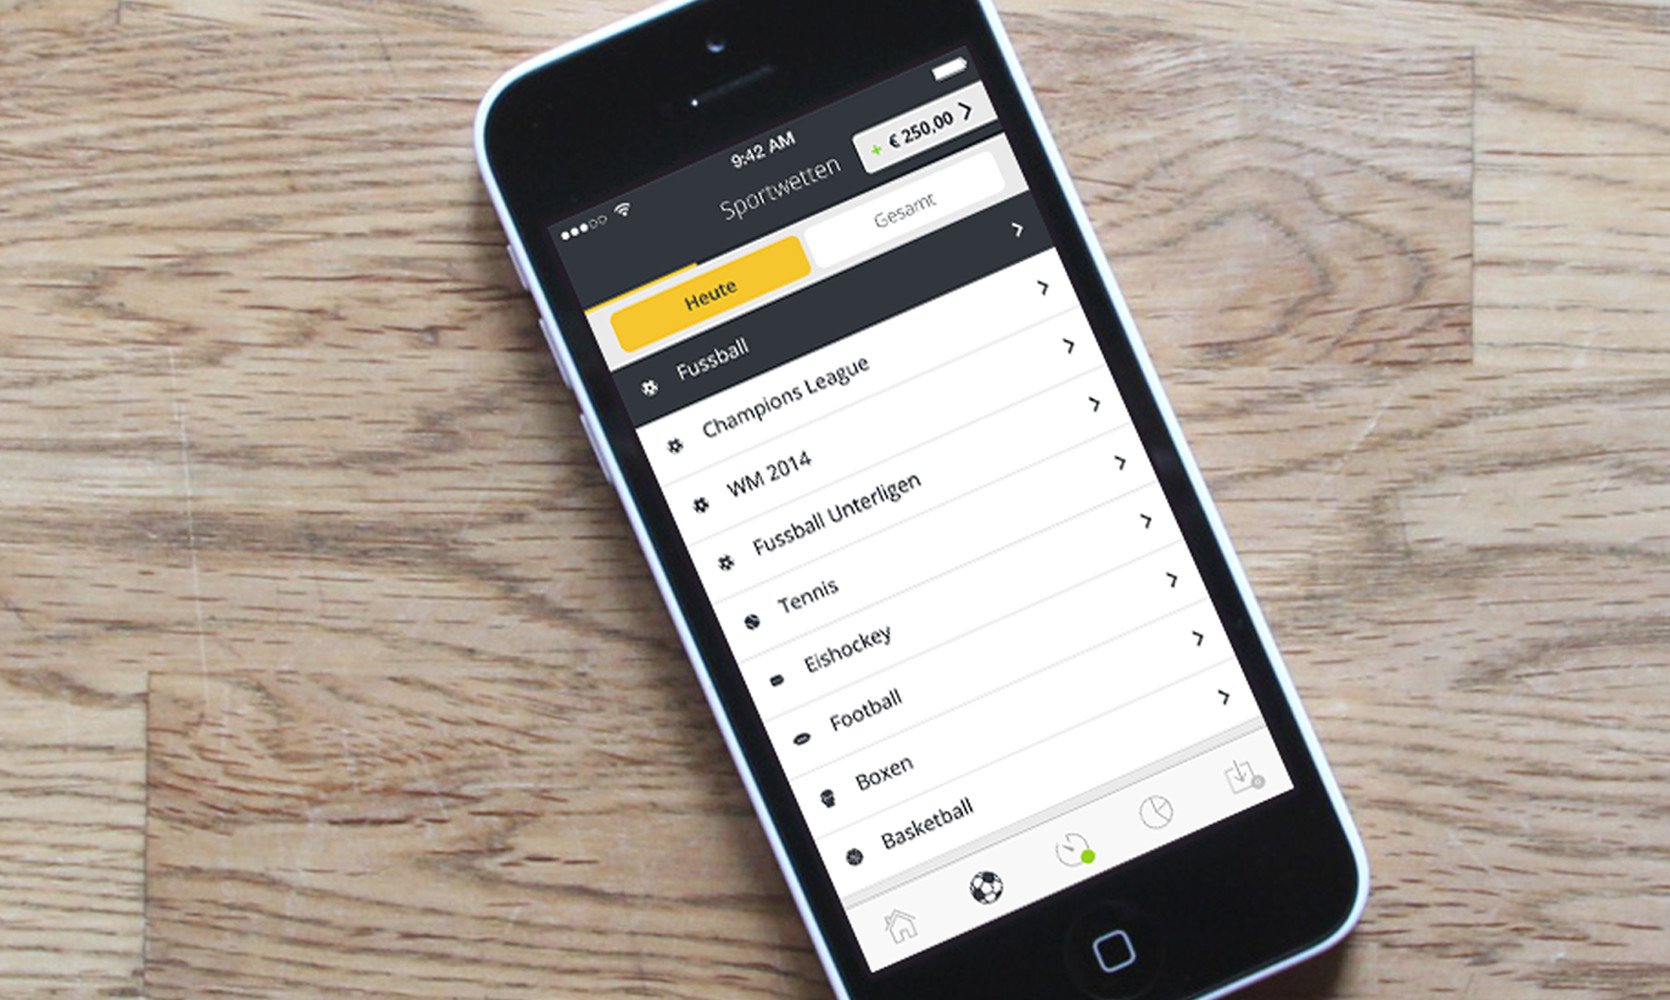 9:42 AM
Sportwetten
+ € 250,00
Heute
Gesamt
Fussball
Champions League
WM 2014
Fussball Unterligen
Tennis
Eishockey
Football
Boxen
Basketball